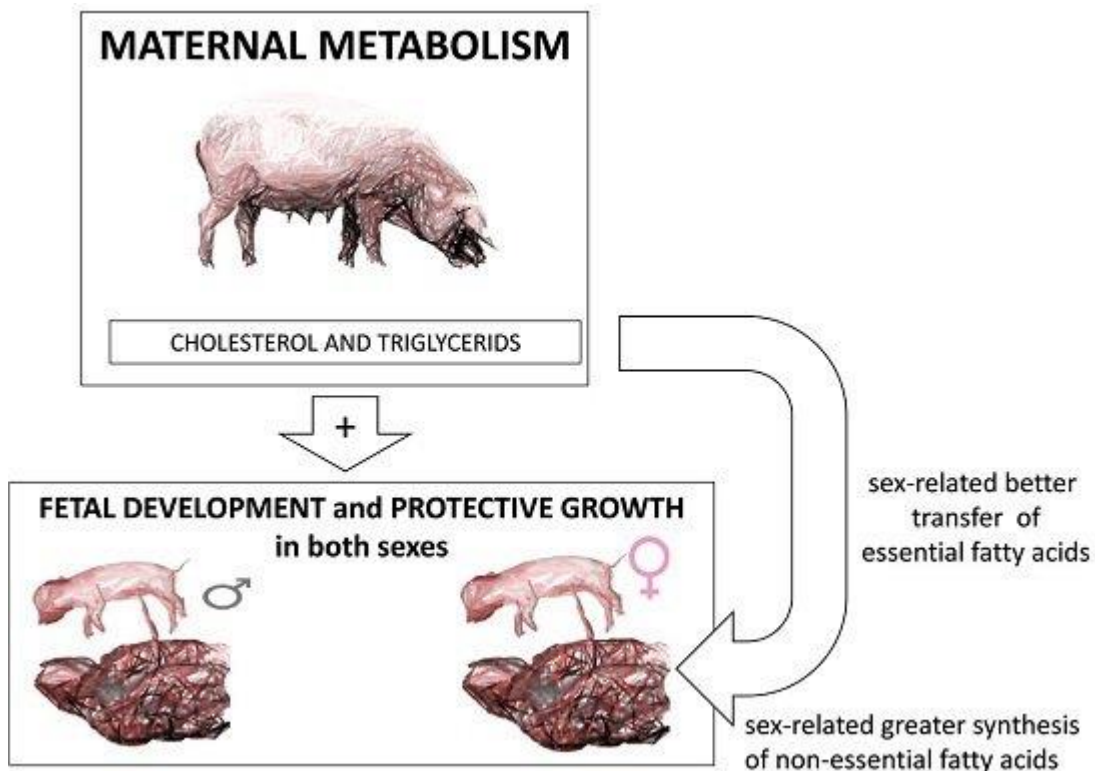 MATERNAL METABOLISM
CHOLESTEROL AND TRIGLYCERIDS
+
FETAL DEVELOPMENT and PROTECTIVE GROWTH
in both sexes
♂
♀
sex-related better
transfer of
essential fatty acids
sex-related greater synthesis
of non-essential fatty acids